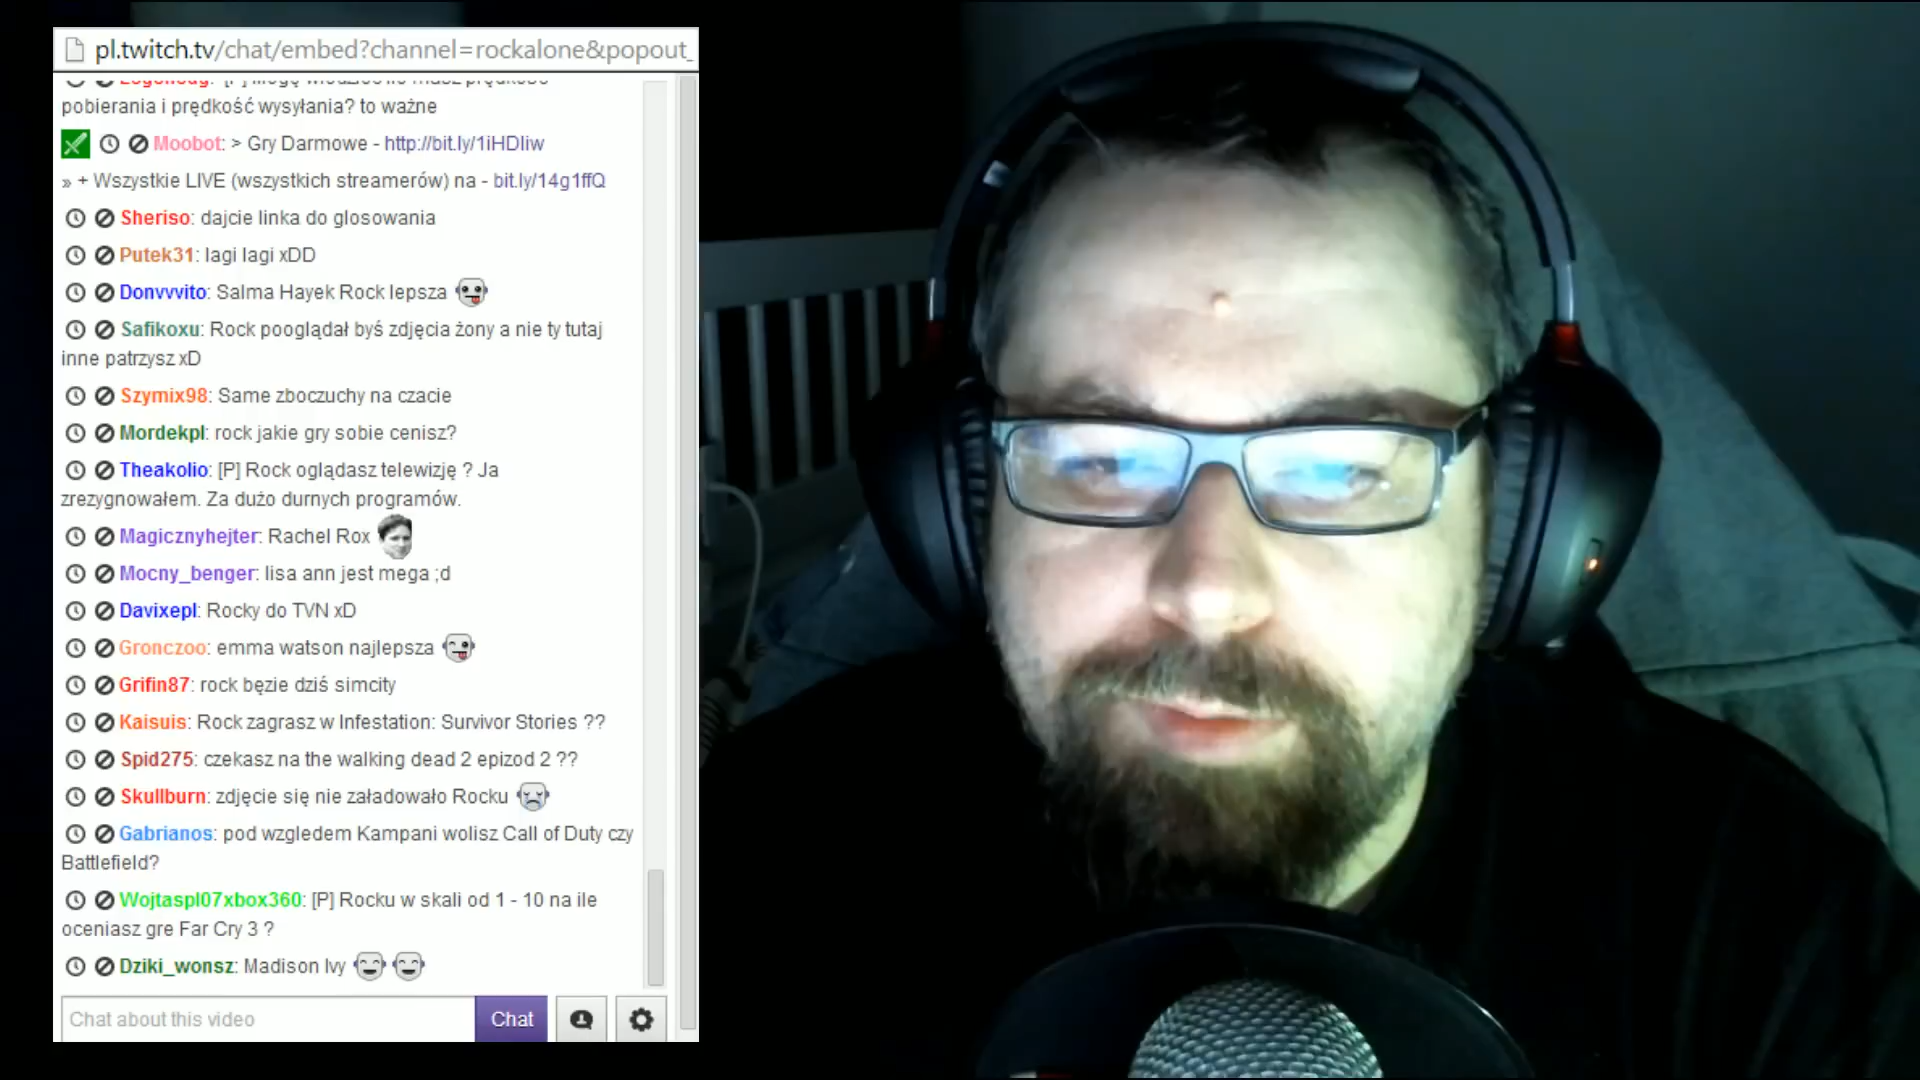 pl.twitch.tv/chat/embed?channel=rockalone&popout_
pobierania i prędkość wysyłania? to ważne
Moobot: > Gry Darmowe - http://bit.ly/1iHDIiw
» + Wszystkie LIVE (wszystkich streamerów) na - bit.ly/14g1ffQ
Sheriso: dajcie linka do glosowania
Putek31: lagi lagi xDD
Donvvvito: Salma Hayek Rock lepsza
Safikoxu: Rock pooglądał byś zdjęcia żony a nie ty tutaj
inne patrzysz xD
Szymix98: Same zboczuchy na czacie
Mordekpl: rock jakie gry sobie cenisz?
Theakolio: [P] Rock oglądasz telewizję ? Ja
zrezygnowałem. Za dużo durnych programów.
Magicznyhejter: Rachel Rox
Mocny_benger: lisa ann jest mega ;d
Davixepl: Rocky do TVN xD
Gronczoo: emma watson najlepsza
Grifin87: rock bęzie dziś simcity
Kaisuis: Rock zagrasz w Infestation: Survivor Stories ??
Spid275: czekasz na the walking dead 2 epizod 2 ??
Skullburn: zdjęcie się nie załadowało Rocku
Gabrianos: pod wzgledem Kampani wolisz Call of Duty czy
Battlefield?
Wojtaspl07xbox360: [P] Rocku w skali od 1 - 10 na ile
oceniasz gre Far Cry 3 ?
Dziki_wonsz: Madison Ivy
Chat about this video
Chat